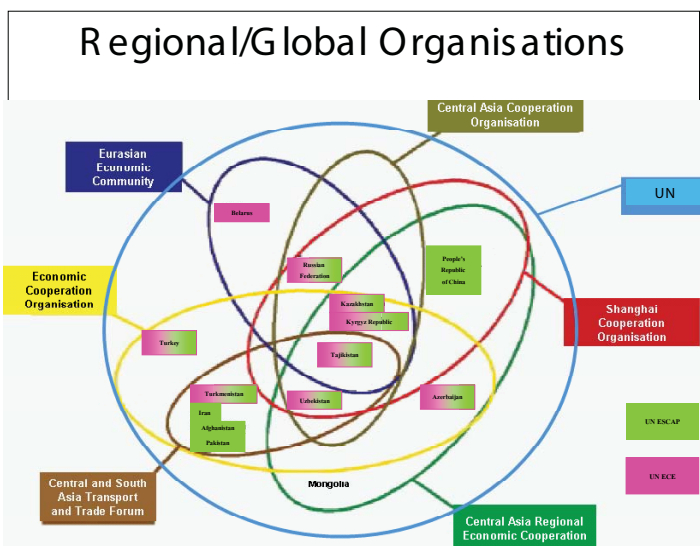 Regional/Global Organisations
Central Asia Cooperation
Organisation
Eurasian
Economic
Community
UN
Belarus
People's
Republic
of China
Russian
Federation
Economic
Cooperation
Organisation
Kazakhstan
Kyrgyz Republic
Shanghai
Cooperation
Organisation
Turkey
Tajikistan
Turkmenistan
Uzbekistan
Azerbaijan
Iran
Afghanistan
Pakistan
UN ESCAP
UN ECE
Mongolia
Central and South
Asia Transport
and Trade Forum
Central Asia Regional
Economic Cooperation